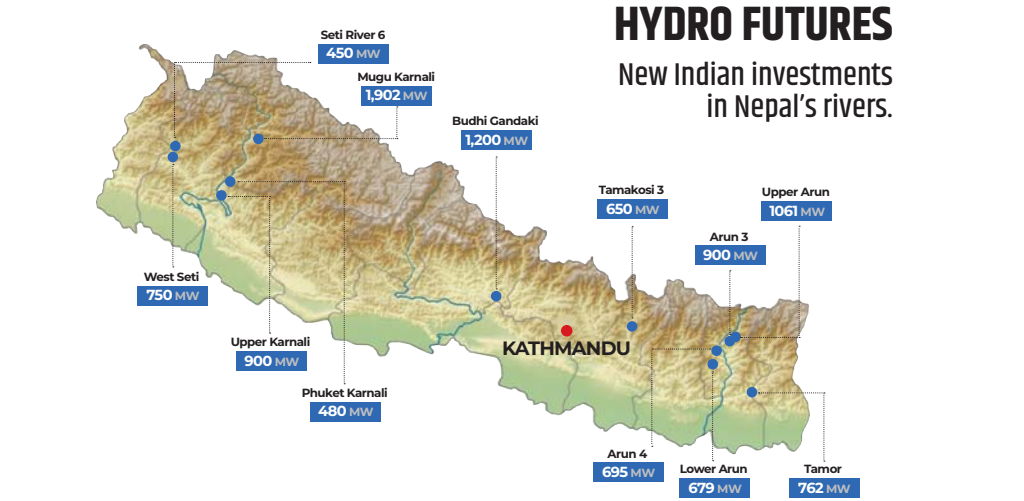 HYDRO FUTURES
New Indian investments
in Nepal's rivers.
Seti River 6
450 MW
Mugu Karnali
1,902 MW
Budhi Gandaki
1,200 MW
Tamakosi 3
650 MW
Upper Arun
1061 MW
Arun 3
900 MW
West Seti
750 MW
Upper Karnali
900 MW
Phuket Karnali
480 MW
KATHMANDU
Arun 4
695 MW
Lower Arun
679 MW
Tamor
762 MW